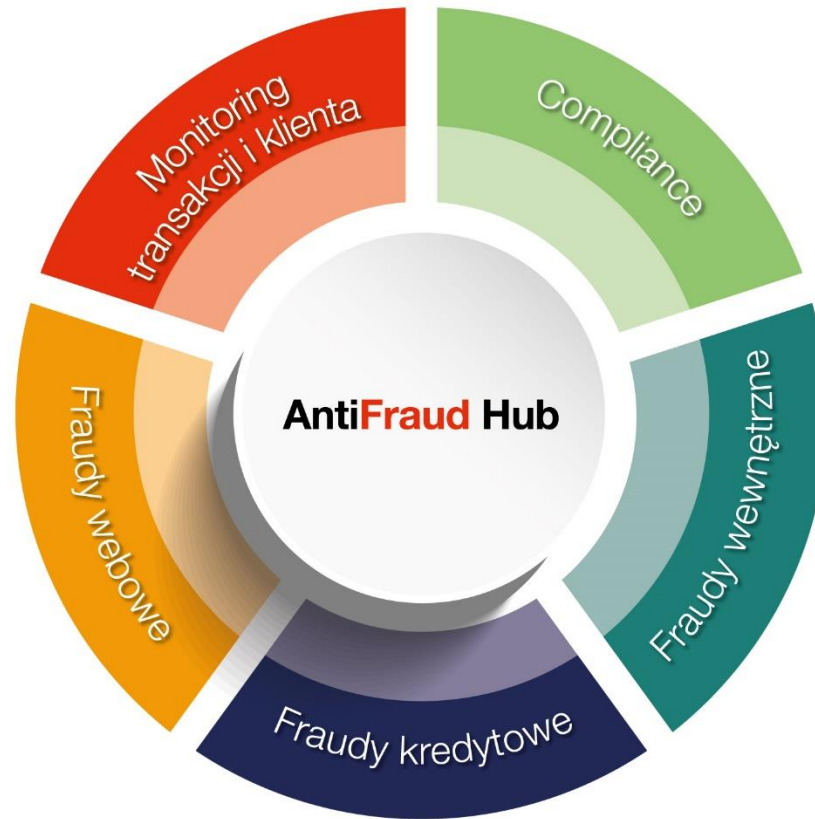 Monitoring
transakcji i klienta
Compliance
Fraudy wewnętrzne
Fraudy kredytowe
Fraudy webowe
AntiFraud Hub